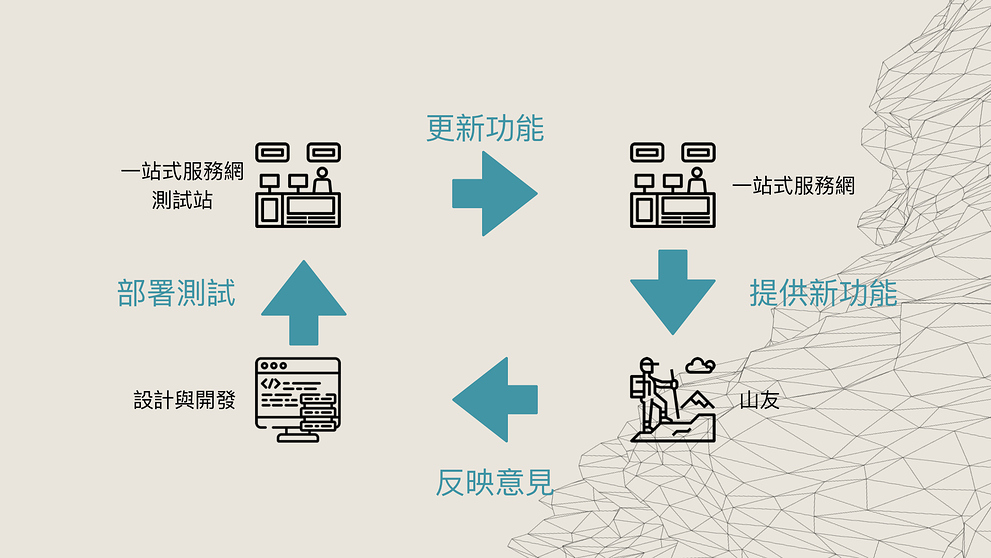 更新功能
一站式服務網
測試站
一站式服務網
部署測試
提供新功能
設計與開發
山友
反映意見